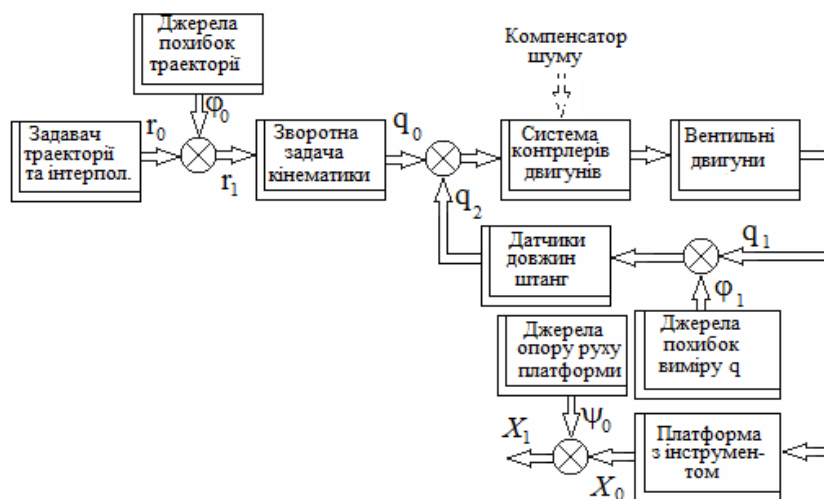 Джерела
похибок
траекторії
φ₀
Компенсатор
шуму
Задавач
траекторії
та інтерпол.
r₀
r₁
Зворотна
задача
кінематики
q₀
q₂
Система
контрлерів
двигунів
Вентильні
двигуни
q₁
Датчики
довжин
штанг
φ₁
Джерела
опору руху
платформи
Джерела
похибок
виміру q
ψ₀
X₁
X₀
Платформа
з інструмен-
том